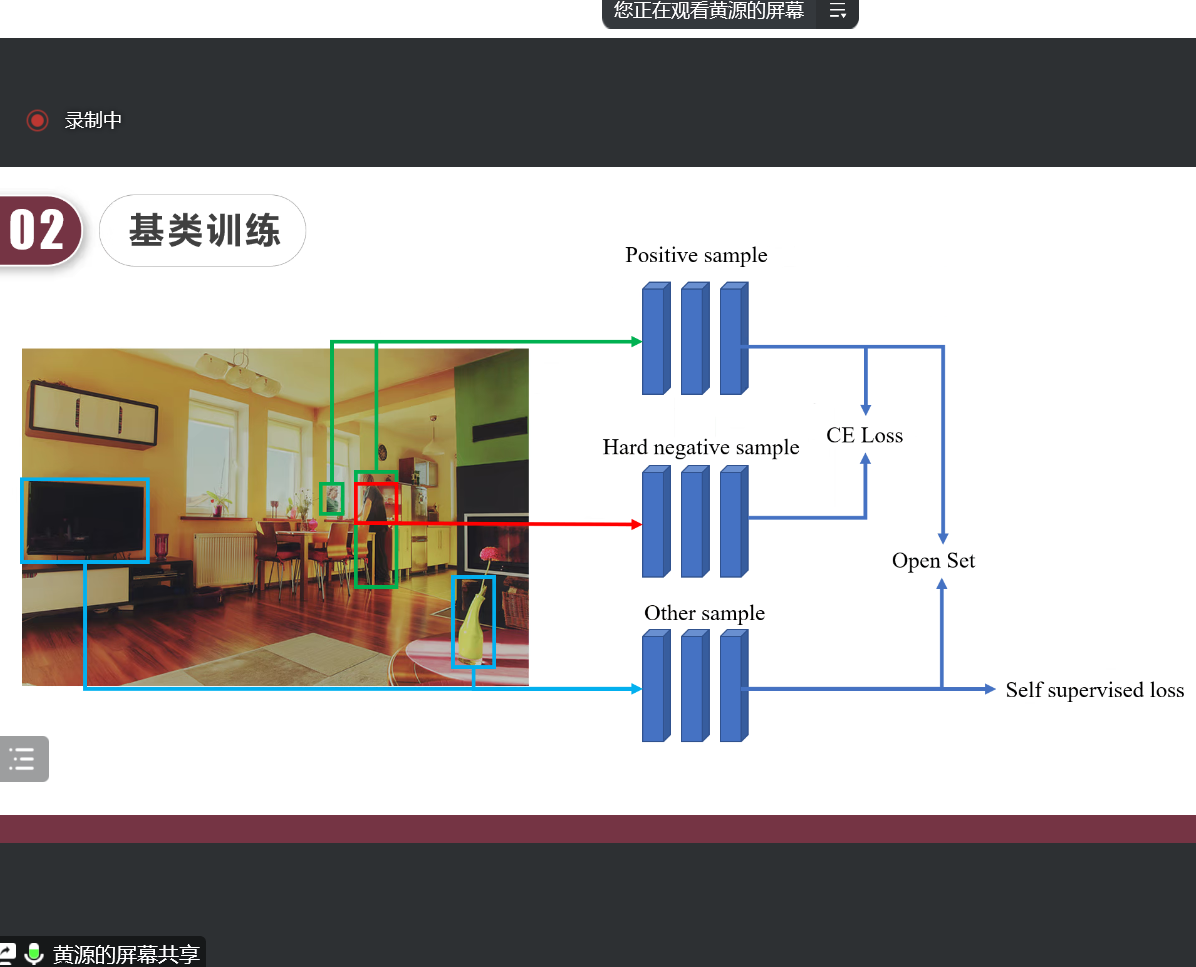 您正在观看黄源的屏幕
录制中
02
基类训练
Positive sample
Hard negative sample
CE Loss
Open Set
Other sample
Self supervised loss
黄源的屏幕共享